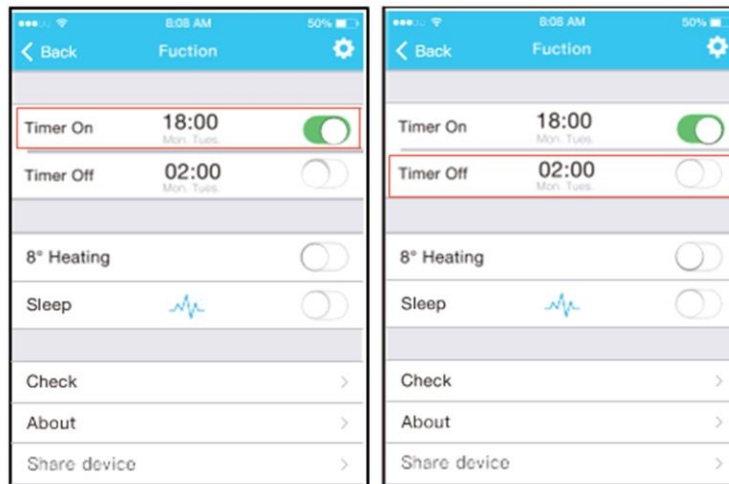 8:08 AM 50%
Back Fuction
Timer On 18:00
Mon. Tues.
Timer Off 02:00
Mon. Tues.
8° Heating
Sleep
Check
About
Share device
8:08 AM 50%
Back Fuction
Timer On 18:00
Mon. Tues.
Timer Off 02:00
Mon. Tues.
8° Heating
Sleep
Check
About
Share device